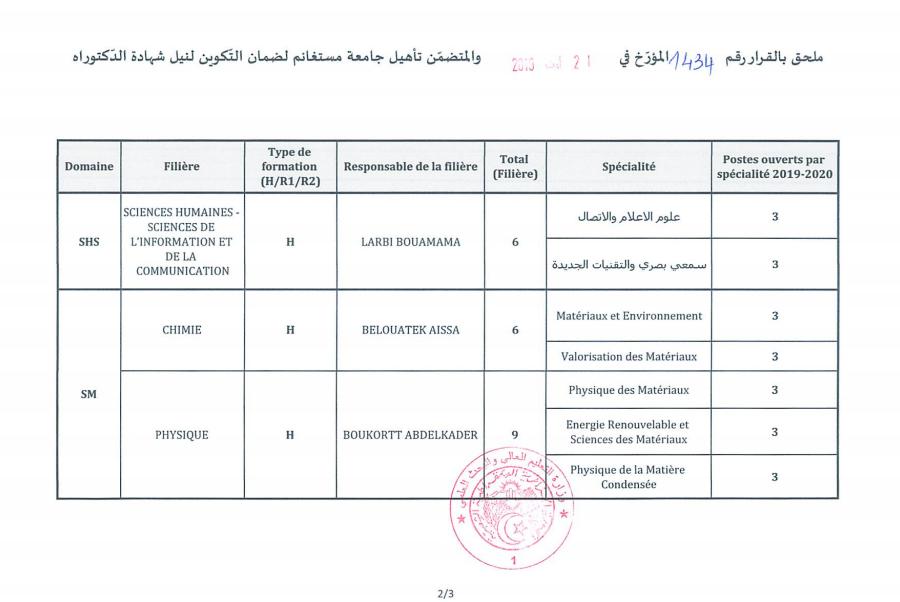 ملحق بالقرار رقم 1434 المؤرّخ في 21 والمتضمّن تأهيل جامعة مستغانم لضمان التّكوين لنيل شهادة الدّكتوراه
Domaine
Filière
Type de
formation
(H/R1/R2)
Responsable de la filière
Total
(Filière)
Spécialité
Postes ouverts par
spécialité 2019-2020
SHS
SCIENCES HUMAINES -
SCIENCES DE
L'INFORMATION ET
DE LA
COMMUNICATION
H
LARBI BOUAMAMA
6
علوم الاعلام والاتصال
3
سمعي بصري والتقنيات الجديدة
3
SM
CHIMIE
H
BELOUATEK AISSA
6
Matériaux et Environnement
3
Valorisation des Matériaux
3
PHYSIQUE
H
BOUKORTT ABDELKADER
9
Physique des Matériaux
3
Energie Renouvelable et
Sciences des Matériaux
3
Physique de la Matière
Condensée
3
وزارة التعليم العالي والبحث العلمي
1
2/3